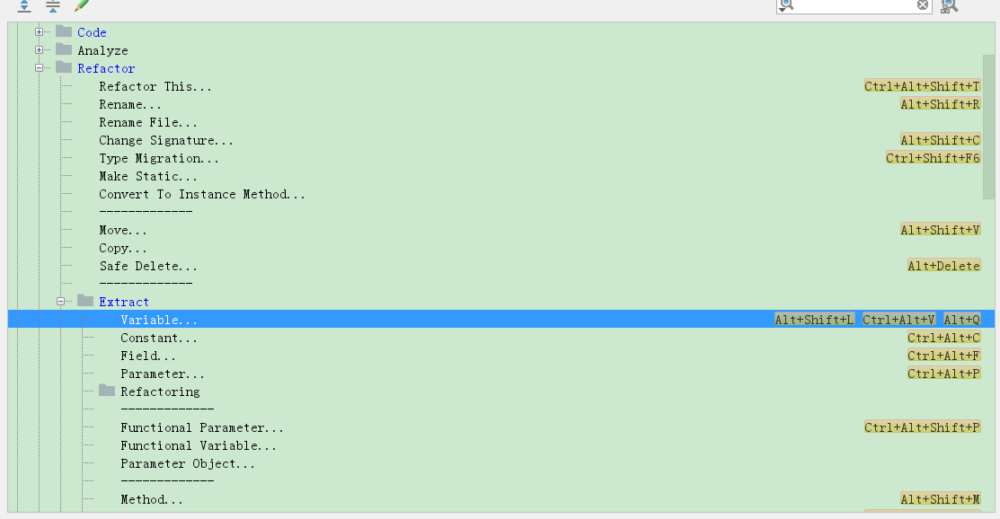 Code
Analyze
Refactor
Refactor This... Ctrl+Alt+Shift+T
Rename... Alt+Shift+R
Rename File...
Change Signature... Alt+Shift+C
Type Migration... Ctrl+Shift+F6
Make Static...
Convert To Instance Method...
-------------
Move... Alt+Shift+V
Copy...
Safe Delete... Alt+Delete
-------------
Extract
Variable... Alt+Shift+L Ctrl+Alt+V Alt+Q
Constant... Ctrl+Alt+C
Field... Ctrl+Alt+F
Parameter... Ctrl+Alt+P
Refactoring
-------------
Functional Parameter... Ctrl+Alt+Shift+P
Functional Variable...
Parameter Object...
-------------
Method... Alt+Shift+M